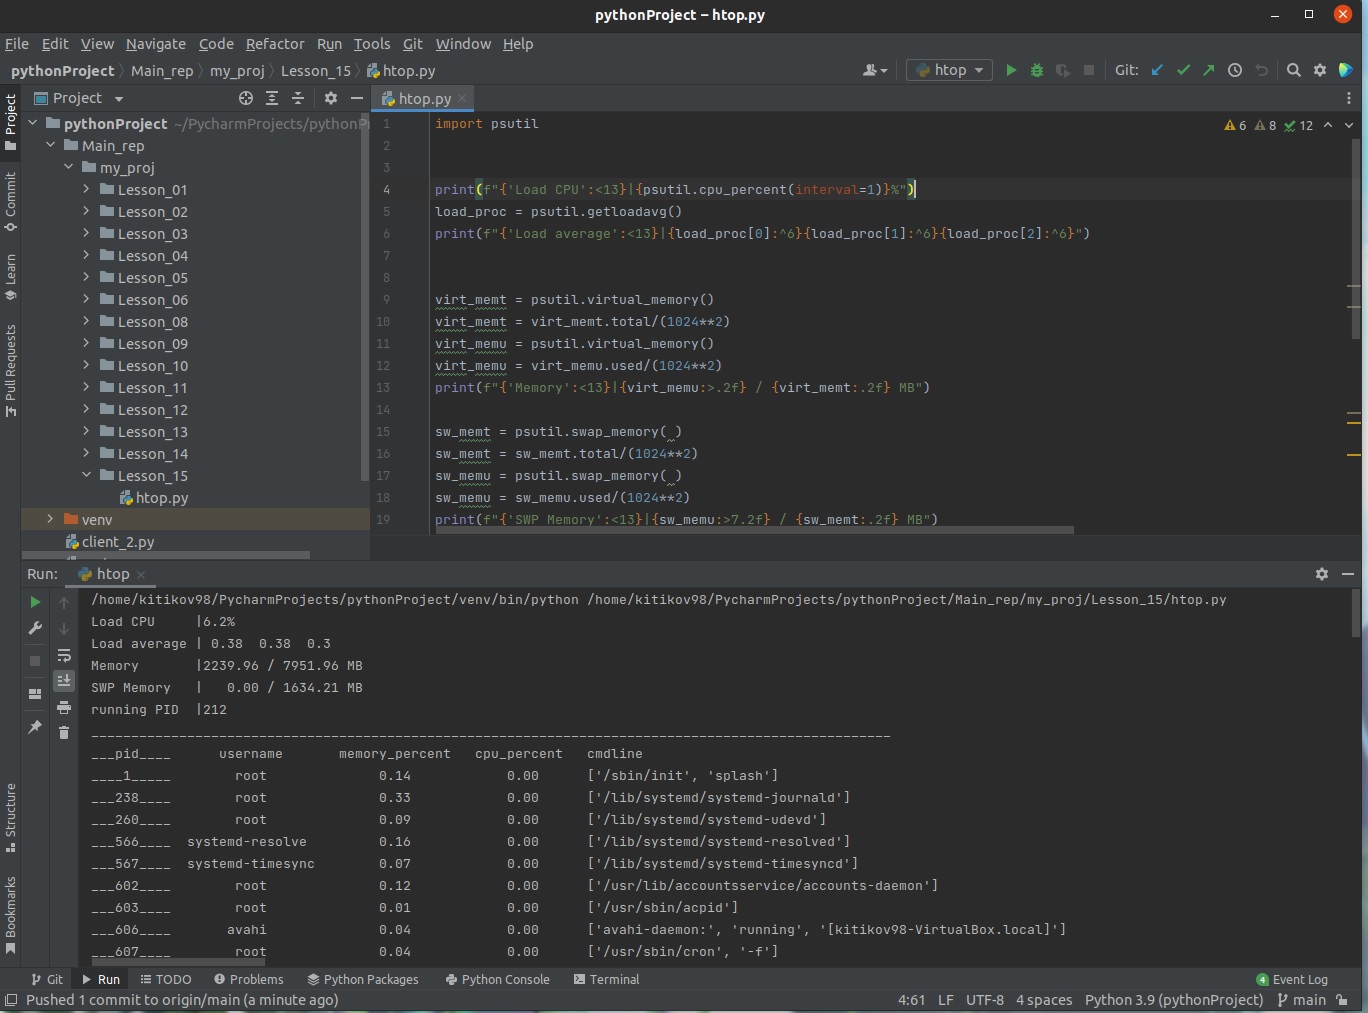 pythonProject – htop.py
File Edit View Navigate Code Refactor Run Tools Git Window Help
pythonProject Main_rep my_proj Lesson_15 htop.py htop Git:
Project
htop.py
Project
Commit
Learn
Pull Requests
Structure
Bookmarks
pythonProject ~/PycharmProjects/pythonP
Main_rep
my_proj
Lesson_01
Lesson_02
Lesson_03
Lesson_04
Lesson_05
Lesson_06
Lesson_08
Lesson_09
Lesson_10
Lesson_11
Lesson_12
Lesson_13
Lesson_14
Lesson_15
htop.py
venv
client_2.py
6 8 12
1 import psutil
2
3
4 print(f"{'Load CPU':<13}|{psutil.cpu_percent(interval=1)}%")
5 load_proc = psutil.getloadavg()
6 print(f"{'Load average':<13}|{load_proc[0]:^6}{load_proc[1]:^6}{load_proc[2]:^6}")
7
8
9 virt_memt = psutil.virtual_memory()
10 virt_memt = virt_memt.total/(1024**2)
11 virt_memu = psutil.virtual_memory()
12 virt_memu = virt_memu.used/(1024**2)
13 print(f"{'Memory':<13}|{virt_memu:>.2f} / {virt_memt:.2f} MB")
14
15 sw_memt = psutil.swap_memory( )
16 sw_memt = sw_memt.total/(1024**2)
17 sw_memu = psutil.swap_memory( )
18 sw_memu = sw_memu.used/(1024**2)
19 print(f"{'SWP Memory':<13}|{sw_memu:>7.2f} / {sw_memt:.2f} MB")
Run: htop
/home/kitikov98/PycharmProjects/pythonProject/venv/bin/python /home/kitikov98/PycharmProjects/pythonProject/Main_rep/my_proj/Lesson_15/htop.py
Load CPU     |6.2%
Load average | 0.38  0.38  0.3
Memory       |2239.96 / 7951.96 MB
SWP Memory   |   0.00 / 1634.21 MB
running PID  |212
____________________________________________________________________________________________________
___pid____ username memory_percent cpu_percent cmdline
____1_____ root 0.14 0.00 ['/sbin/init', 'splash']
___238____ root 0.33 0.00 ['/lib/systemd/systemd-journald']
___260____ root 0.09 0.00 ['/lib/systemd/systemd-udevd']
___566____ systemd-resolve 0.16 0.00 ['/lib/systemd/systemd-resolved']
___567____ systemd-timesync 0.07 0.00 ['/lib/systemd/systemd-timesyncd']
___602____ root 0.12 0.00 ['/usr/lib/accountsservice/accounts-daemon']
___603____ root 0.01 0.00 ['/usr/sbin/acpid']
___606____ avahi 0.04 0.00 ['avahi-daemon:', 'running', '[kitikov98-VirtualBox.local]']
___607____ root 0.04 0.00 ['/usr/sbin/cron', '-f']
Git Run TODO Problems Python Packages Python Console Terminal 4 Event Log
Pushed 1 commit to origin/main (a minute ago) 4:61 LF UTF-8 4 spaces Python 3.9 (pythonProject) main